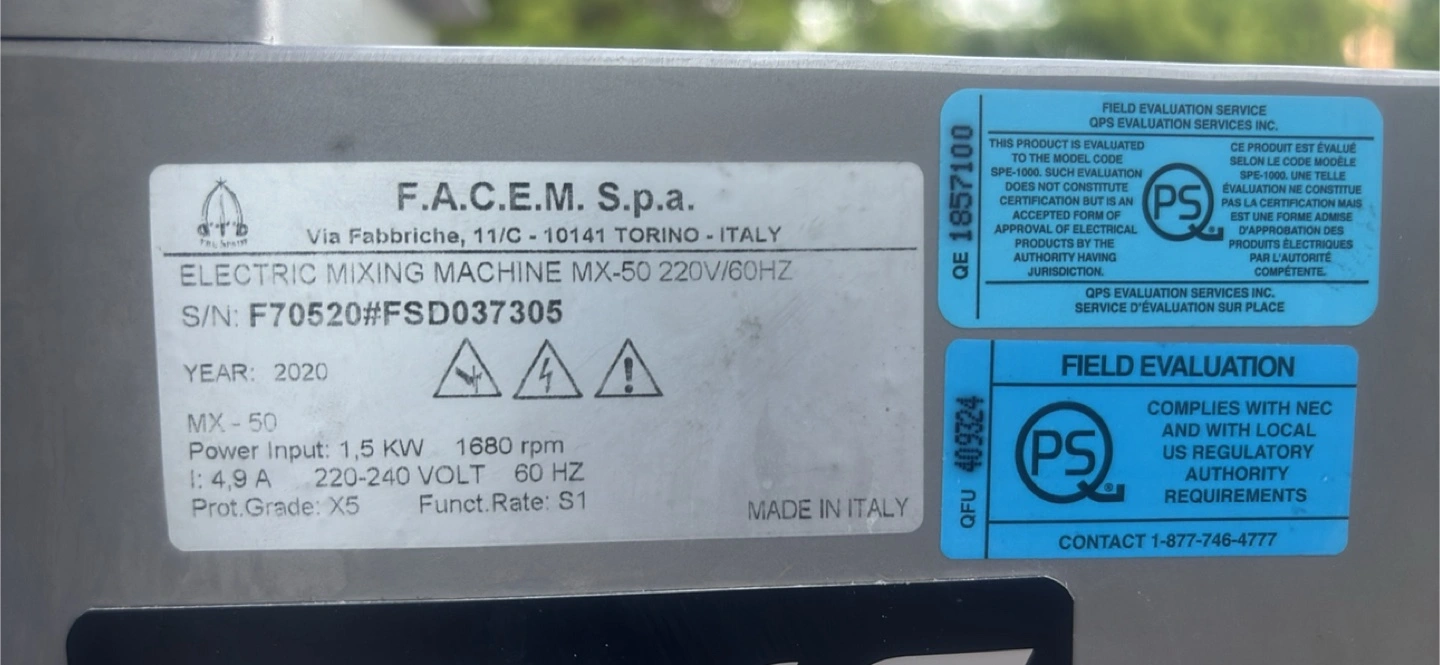 F.A.C.E.M. S.p.a.
Via Fabbriche, 11/C - 10141 TORINO - ITALY
ELECTRIC MIXING MACHINE MX-50 220V/60HZ
S/N: F70520#FSD037305
YEAR: 2020
MX - 50
Power Input: 1,5 KW 1680 rpm
I: 4,9 A 220-240 VOLT 60 HZ
Prot.Grade: X5 Funct.Rate: S1
MADE IN ITALY
QE 1857100
FIELD EVALUATION SERVICE
QPS EVALUATION SERVICES INC.
THIS PRODUCT IS EVALUATED
TO THE MODEL CODE
SPE-1000. SUCH EVALUATION
DOES NOT CONSTITUTE
CERTIFICATION BUT IS AN
ACCEPTED FORM OF
APPROVAL OF ELECTRICAL
PRODUCTS BY THE
AUTHORITY HAVING
JURISDICTION.
QPS®
CE PRODUIT EST ÉVALUÉ
SELON LE CODE MODÈLE
SPE-1000. UNE TELLE
ÉVALUATION NE CONSTITUE
PAS LA CERTIFICATION MAIS
EST UNE FORME ADMISE
D'APPROBATION DES
PRODUITS ÉLECTRIQUES
PAR L'AUTORITÉ
COMPÉTENTE.
QPS EVALUATION SERVICES INC.
SERVICE D'ÉVALUATION SUR PLACE
QFU 409324
FIELD EVALUATION
QPS®
COMPLIES WITH NEC
AND WITH LOCAL
US REGULATORY
AUTHORITY
REQUIREMENTS
CONTACT 1-877-746-4777